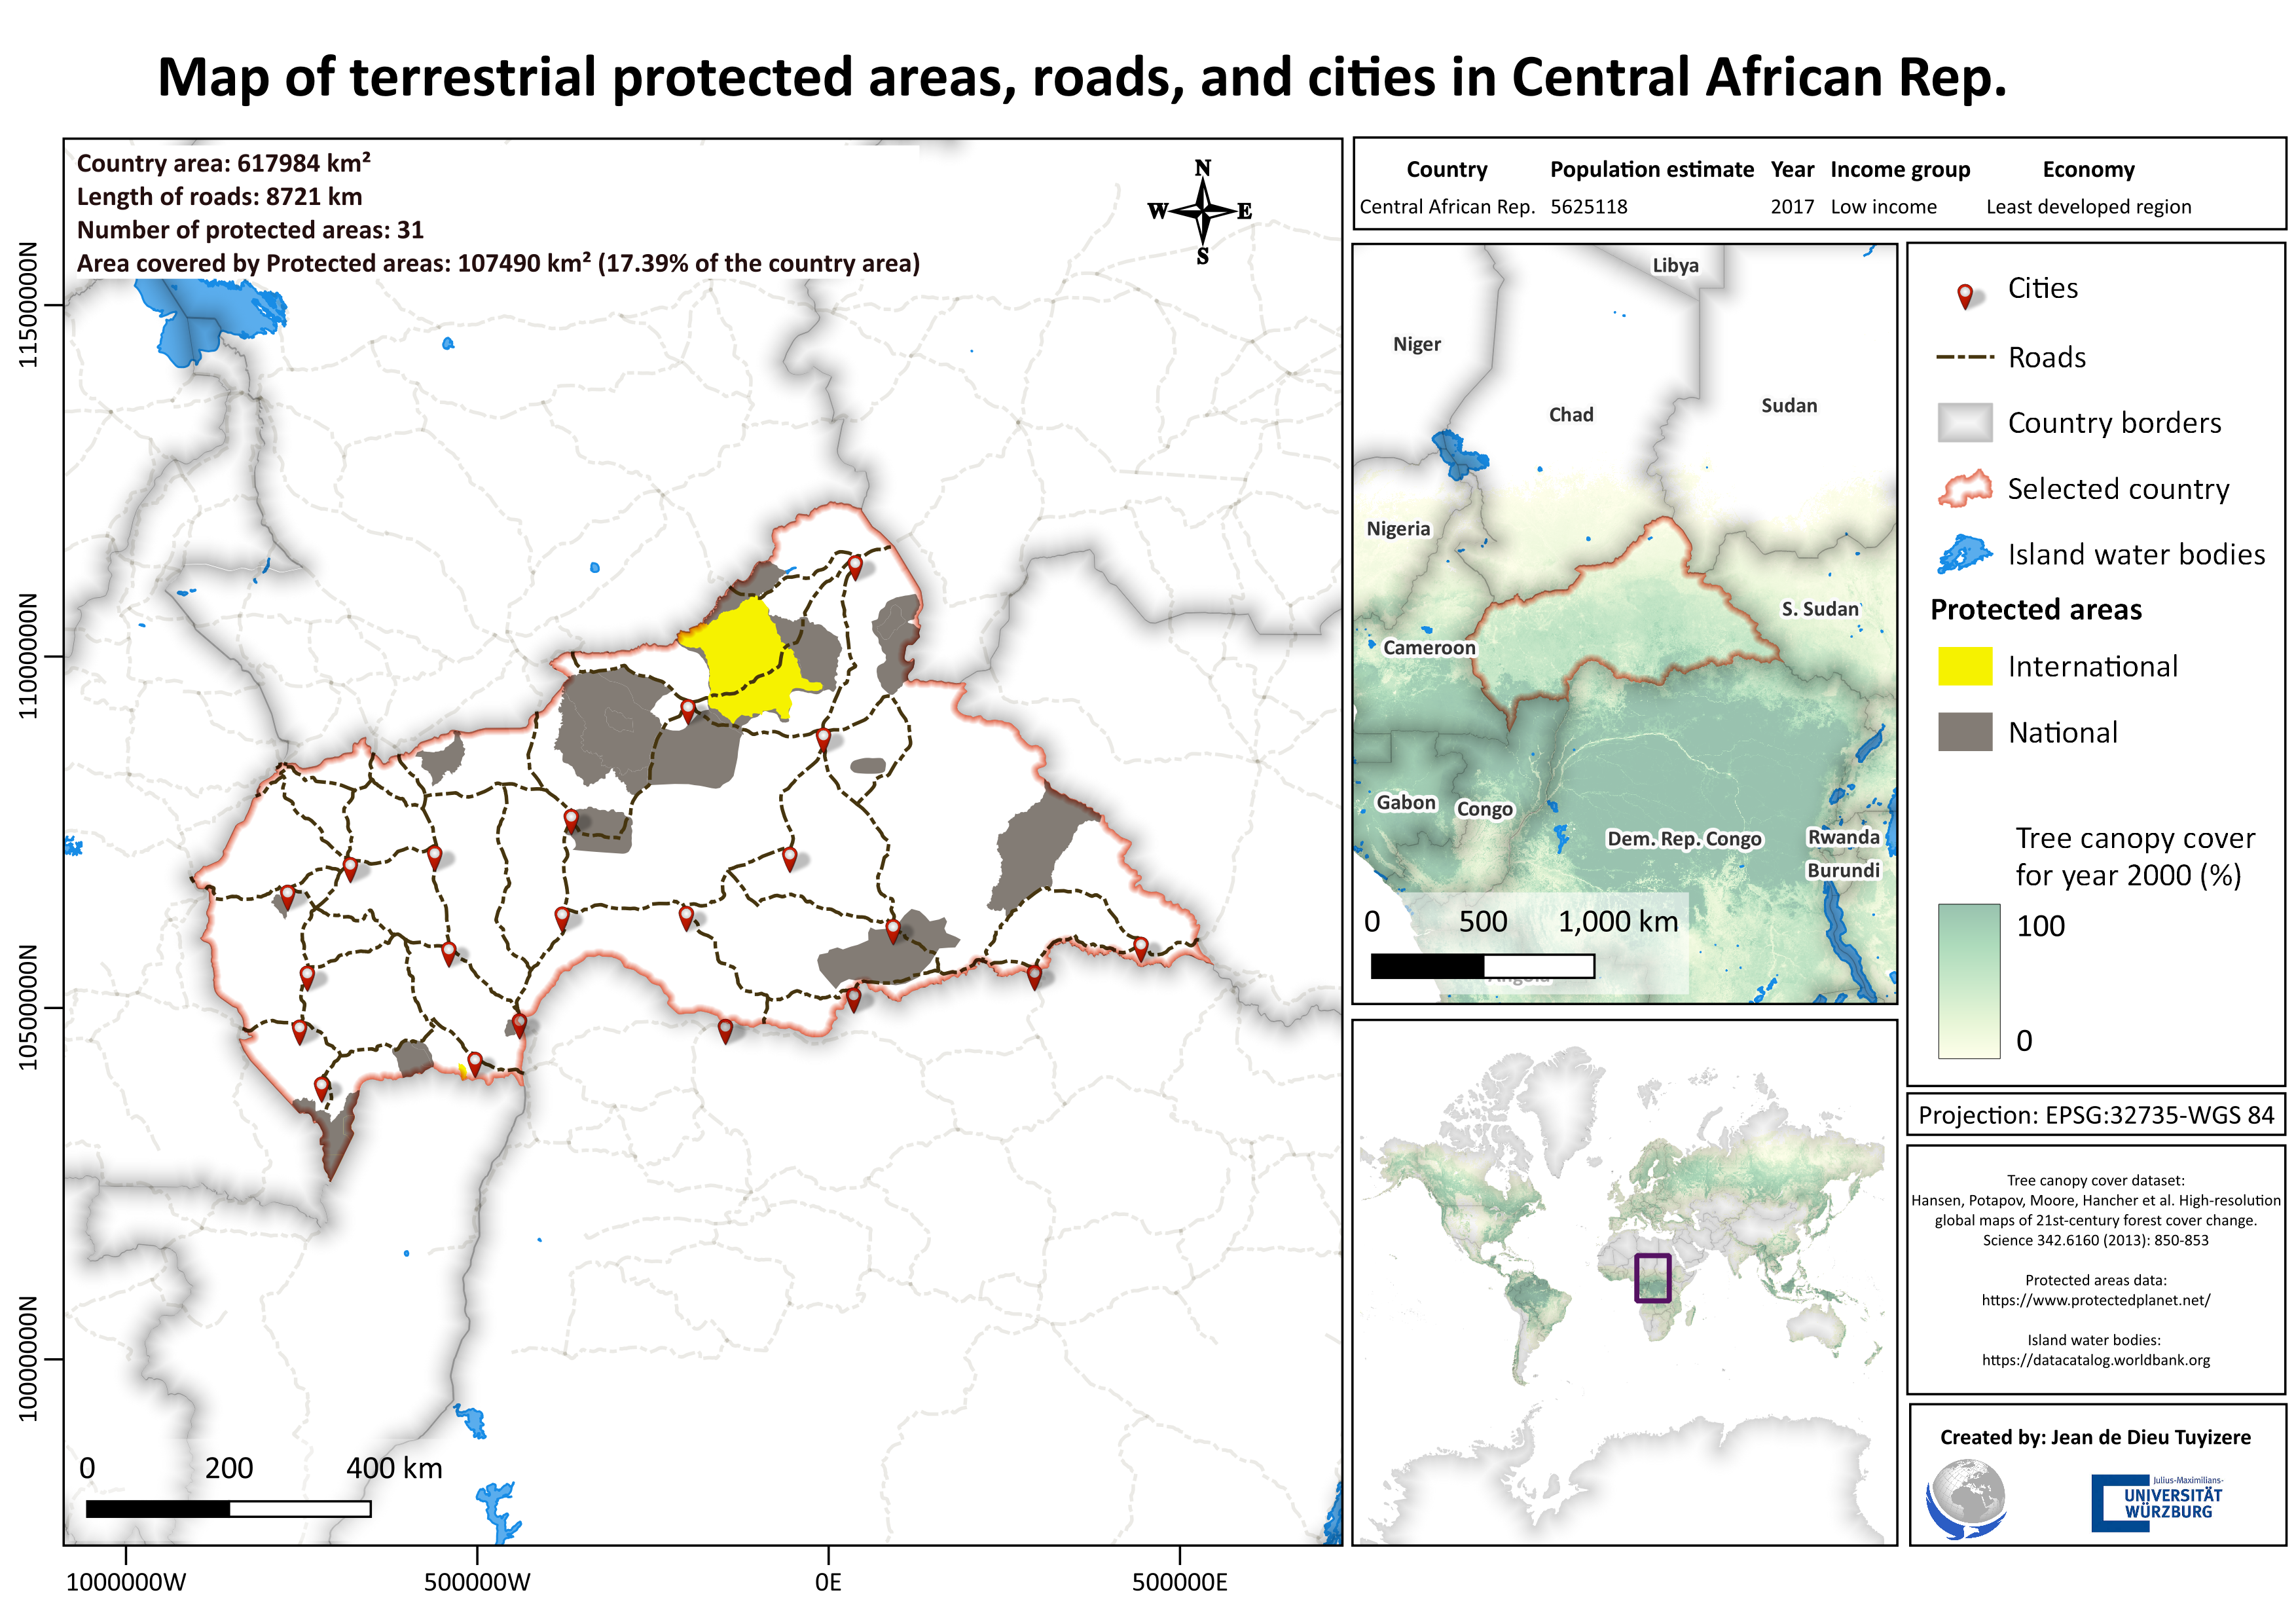 Map of terrestrial protected areas, roads, and cities in Central African Rep.
Country area: 617984 km²
Length of roads: 8721 km
Number of protected areas: 31
Area covered by Protected areas: 107490 km² (17.39% of the country area)
N
W E
S
11500000N
11000000N
10500000N
10000000N
0 200 400 km
1000000W 500000W 0E 500000E
Country Population estimate Year Income group Economy
Central African Rep. 5625118 2017 Low income Least developed region
Libya
Niger
Chad
Sudan
Nigeria
S. Sudan
Cameroon
Gabon
Congo
Dem. Rep. Congo
Rwanda
Burundi
0 500 1,000 km
Angola
Cities
Roads
Country borders
Selected country
Island water bodies
Protected areas
International
National
Tree canopy cover
for year 2000 (%)
100
0
Projection: EPSG:32735-WGS 84
Tree canopy cover dataset:
Hansen, Potapov, Moore, Hancher et al. High-resolution
global maps of 21st-century forest cover change.
Science 342.6160 (2013): 850-853
Protected areas data:
https://www.protectedplanet.net/
Island water bodies:
https://datacatalog.worldbank.org
Created by: Jean de Dieu Tuyizere
Julius-Maximilians-
UNIVERSITÄT
WÜRZBURG